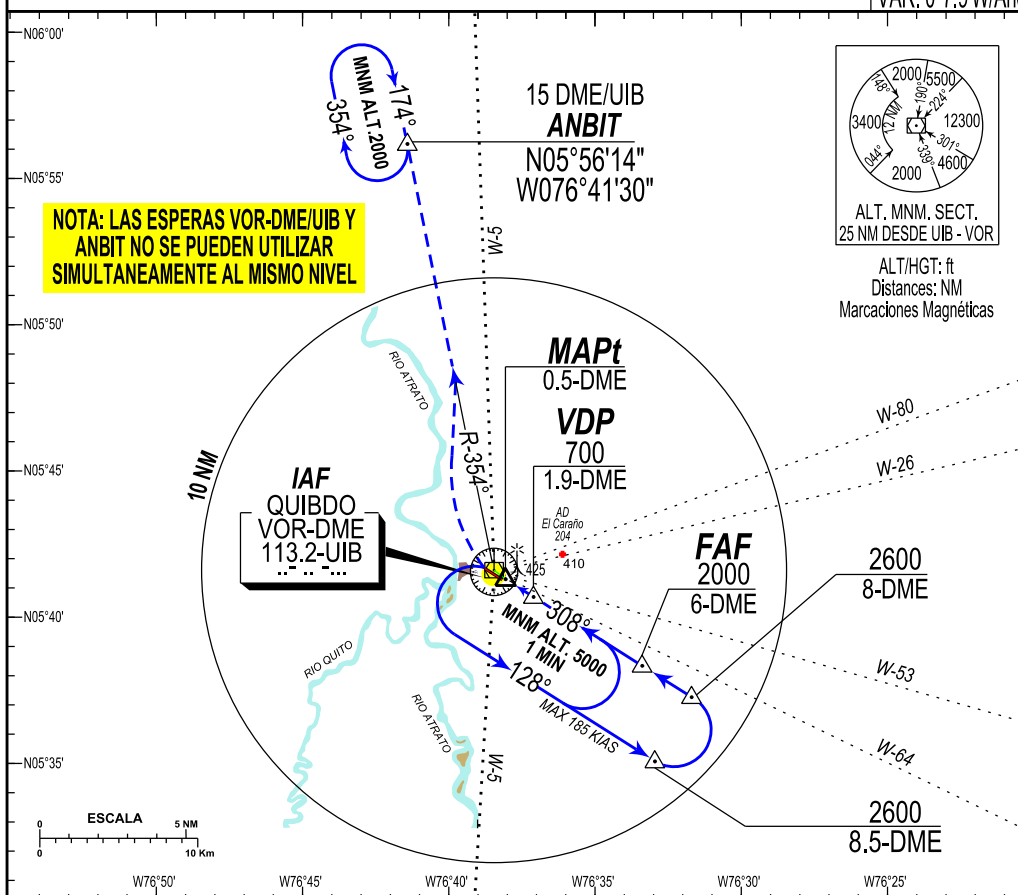 VAR. 6°7.9'W/Año
N06°00'
MNM ALT.2000
174°
354°
15 DME/UIB
ANBIT
N05°56'14"
W076°41'30"
148°
2000
5500
190°
224°
12 NM
3400
12300
301°
339°
044°
4600
2000
ALT. MNM. SECT.
25 NM DESDE UIB - VOR
N05°55'
NOTA: LAS ESPERAS VOR-DME/UIB Y
ANBIT NO SE PUEDEN UTILIZAR
SIMULTANEAMENTE AL MISMO NIVEL
W-5
ALT/HGT: ft
Distances: NM
Marcaciones Magnéticas
N05°50'
RIO ATRATO
MAPt
0.5-DME
VDP
700
1.9-DME
W-80
W-26
R-354°
N05°45'
10 NM
IAF
QUIBDO
VOR-DME
113.2-UIB
..- .. -...
AD
El Caraño
204
410
425
FAF
2000
6-DME
2600
8-DME
N05°40'
308°
MNM ALT. 5000
1 MIN
128°
MAX 185 KIAS
RIO QUITO
RIO ATRATO
W-53
W-64
N05°35'
W-5
ESCALA
0 5 NM
0 10 Km
2600
8.5-DME
W76°50'
W76°45'
W76°40'
W76°35'
W76°30'
W76°25'